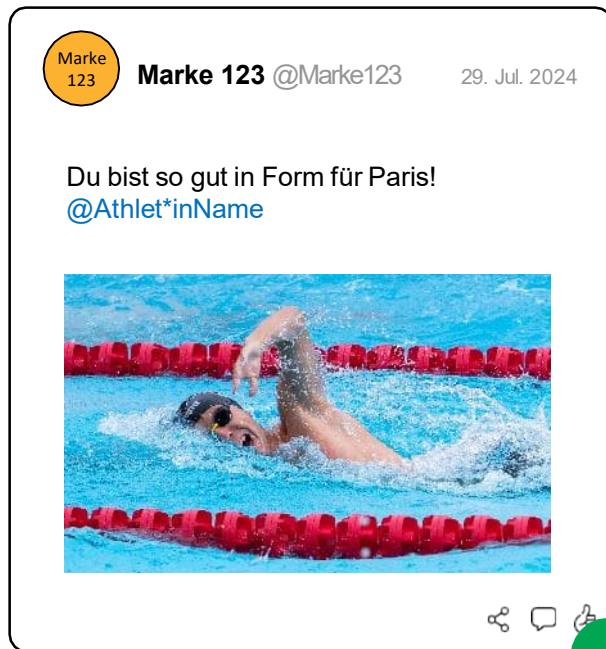 Marke
123
Marke 123 @Marke123 29. Jul. 2024
Du bist so gut in Form für Paris!
@Athlet*inName